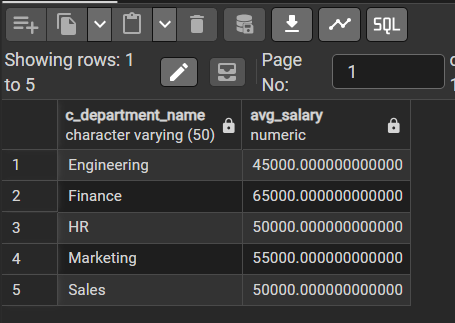 SQL
Showing rows: 1
to 5
Page
No:
1
c_department_name
character varying (50)
avg_salary
numeric
1 Engineering 45000.000000000000
2 Finance 65000.000000000000
3 HR 50000.000000000000
4 Marketing 55000.000000000000
5 Sales 50000.000000000000